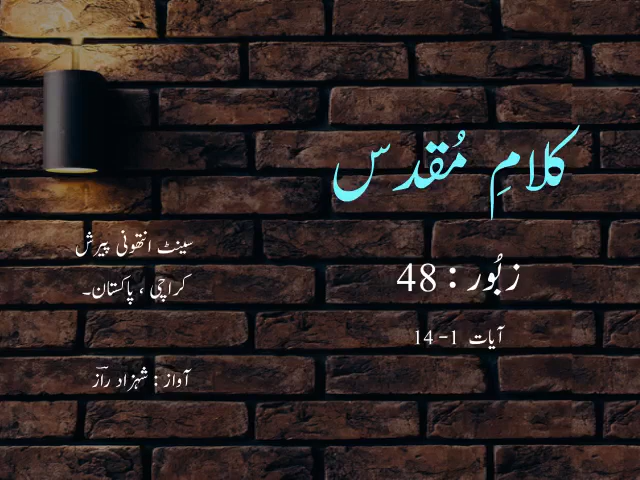 کلامِ مُقدس
زبُور : 48
آیات 1- 14
سینٹ انتھونی پیرش
کراچی ، پاکستان۔
آواز : شہزاد رازؔ